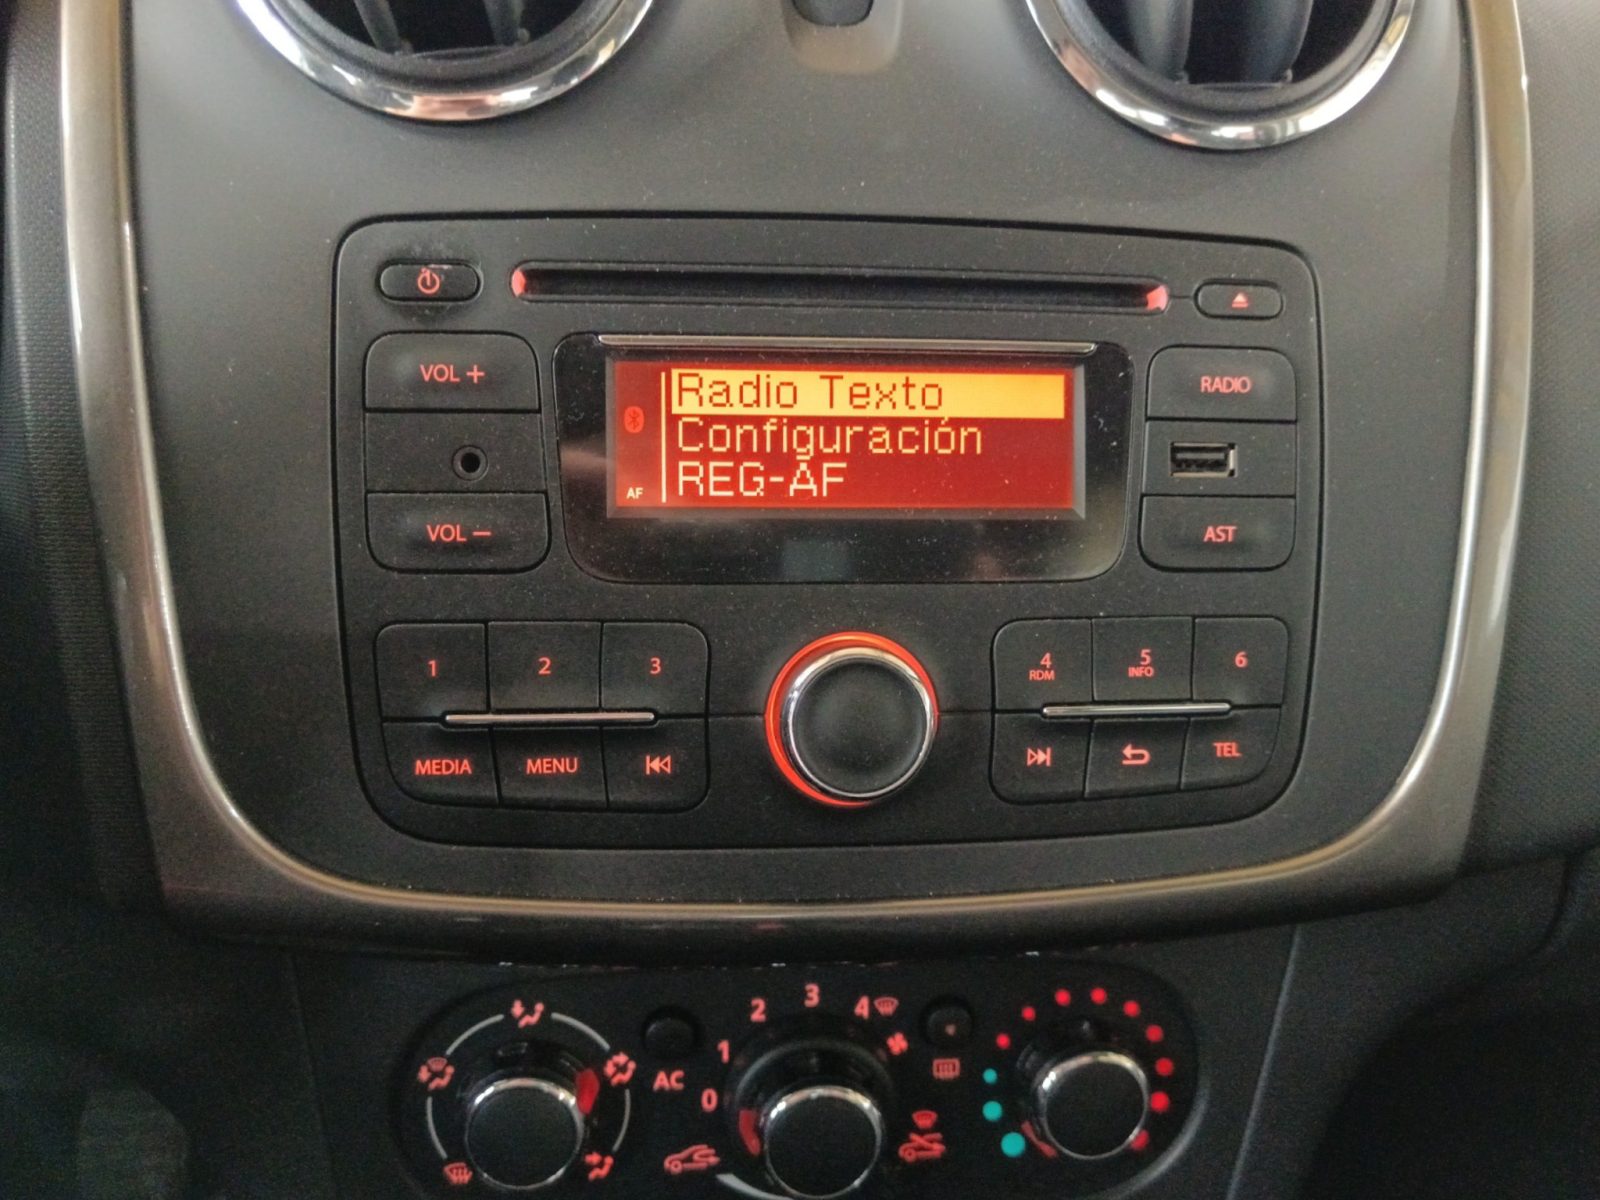 VOL +
RADIO
Radio Texto
Configuración
REG-AF
AF
VOL –
AST
1
2
3
4
RDM
5
INFO
6
MEDIA
MENU
TEL
0
1
2
3
4
AC